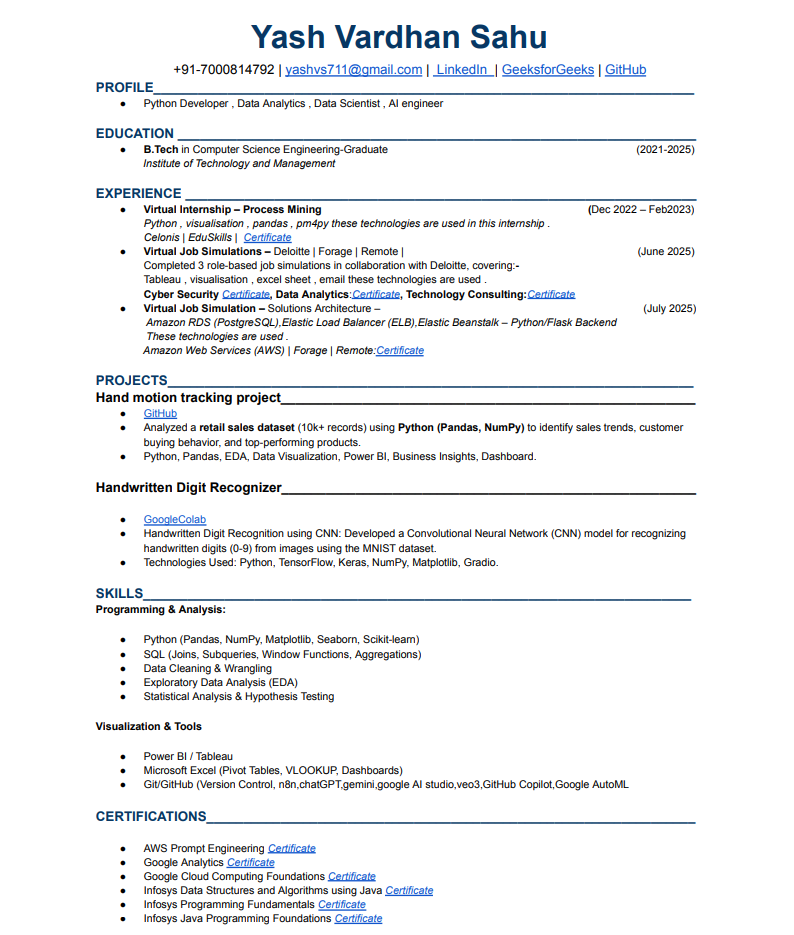 Yash Vardhan Sahu
+91-7000814792 | yashvs711@gmail.com | LinkedIn | GeeksforGeeks | GitHub
PROFILE
● Python Developer , Data Analytics , Data Scientist , AI engineer
EDUCATION
● B.Tech in Computer Science Engineering-Graduate (2021-2025)
Institute of Technology and Management
EXPERIENCE
● Virtual Internship – Process Mining (Dec 2022 – Feb2023)
Python , visualisation , pandas , pm4py these technologies are used in this internship .
Celonis | EduSkills | Certificate
● Virtual Job Simulations – Deloitte | Forage | Remote | (June 2025)
Completed 3 role-based job simulations in collaboration with Deloitte, covering:-
Tableau , visualisation , excel sheet , email these technologies are used .
Cyber Security Certificate, Data Analytics:Certificate, Technology Consulting:Certificate
● Virtual Job Simulation – Solutions Architecture – (July 2025)
Amazon RDS (PostgreSQL),Elastic Load Balancer (ELB),Elastic Beanstalk – Python/Flask Backend
These technologies are used .
Amazon Web Services (AWS) | Forage | Remote:Certificate
PROJECTS
Hand motion tracking project
● GitHub
● Analyzed a retail sales dataset (10k+ records) using Python (Pandas, NumPy) to identify sales trends, customer
buying behavior, and top-performing products.
● Python, Pandas, EDA, Data Visualization, Power BI, Business Insights, Dashboard.
Handwritten Digit Recognizer
● GoogleColab
● Handwritten Digit Recognition using CNN: Developed a Convolutional Neural Network (CNN) model for recognizing
handwritten digits (0-9) from images using the MNIST dataset.
● Technologies Used: Python, TensorFlow, Keras, NumPy, Matplotlib, Gradio.
SKILLS
Programming & Analysis:
● Python (Pandas, NumPy, Matplotlib, Seaborn, Scikit-learn)
● SQL (Joins, Subqueries, Window Functions, Aggregations)
● Data Cleaning & Wrangling
● Exploratory Data Analysis (EDA)
● Statistical Analysis & Hypothesis Testing
Visualization & Tools
● Power BI / Tableau
● Microsoft Excel (Pivot Tables, VLOOKUP, Dashboards)
● Git/GitHub (Version Control, n8n,chatGPT,gemini,google AI studio,veo3,GitHub Copilot,Google AutoML
CERTIFICATIONS
● AWS Prompt Engineering Certificate
● Google Analytics Certificate
● Google Cloud Computing Foundations Certificate
● Infosys Data Structures and Algorithms using Java Certificate
● Infosys Programming Fundamentals Certificate
● Infosys Java Programming Foundations Certificate